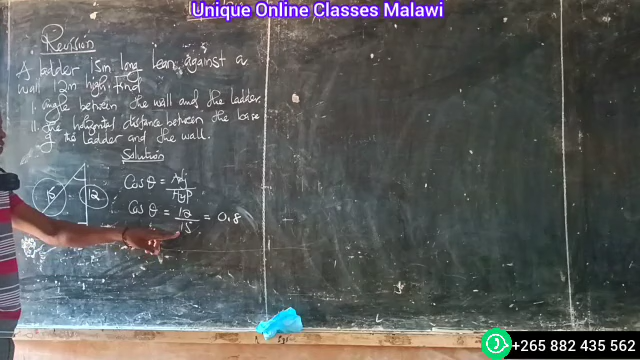 Unique Online Classes Malawi
Revision
A ladder 15m long leans against a
wall 12m high. find
i. angle between the wall and the ladder.
ii. the horizontal distance between the base
of the ladder and the wall.
Solution
Cos θ = Adj
Hyp
15 12
Cos θ = 12 = 0.8
15
+265 882 435 562